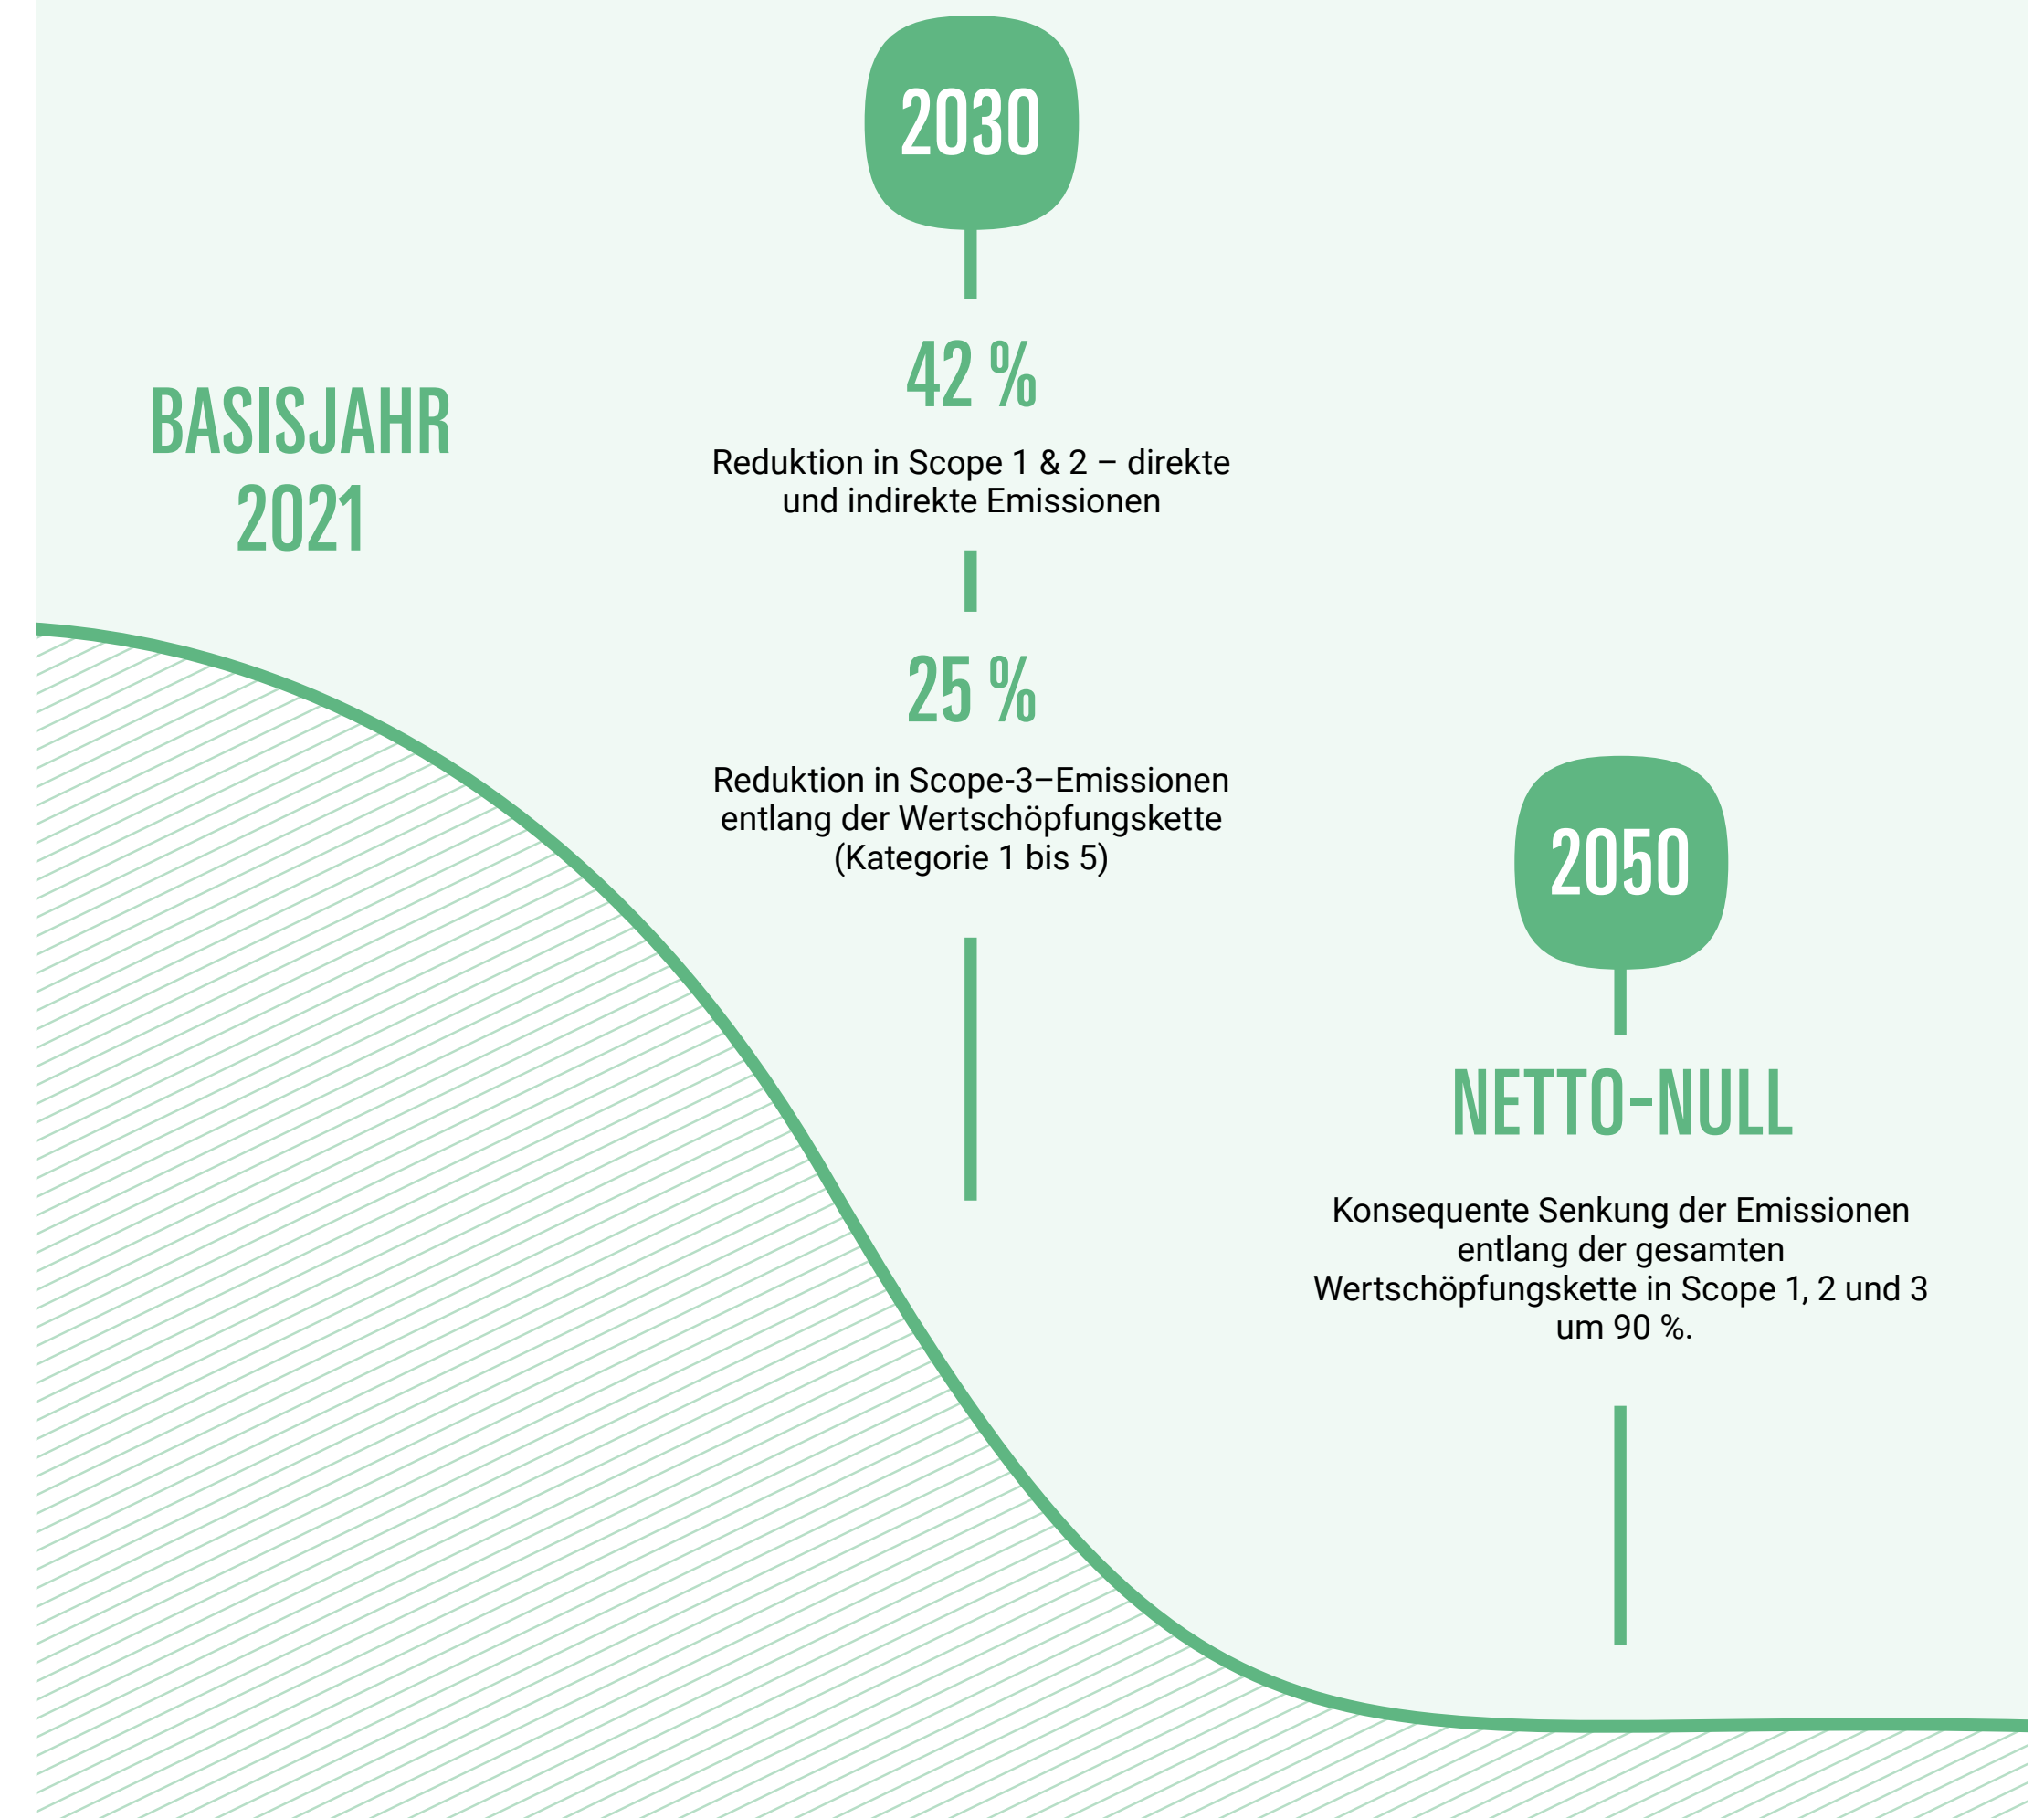 BASISJAHR
2021
2030
42 %
Reduktion in Scope 1 & 2 – direkte
und indirekte Emissionen
25 %
Reduktion in Scope-3–Emissionen
entlang der Wertschöpfungskette
(Kategorie 1 bis 5)
2050
NETTO-NULL
Konsequente Senkung der Emissionen
entlang der gesamten
Wertschöpfungskette in Scope 1, 2 und 3
um 90 %.